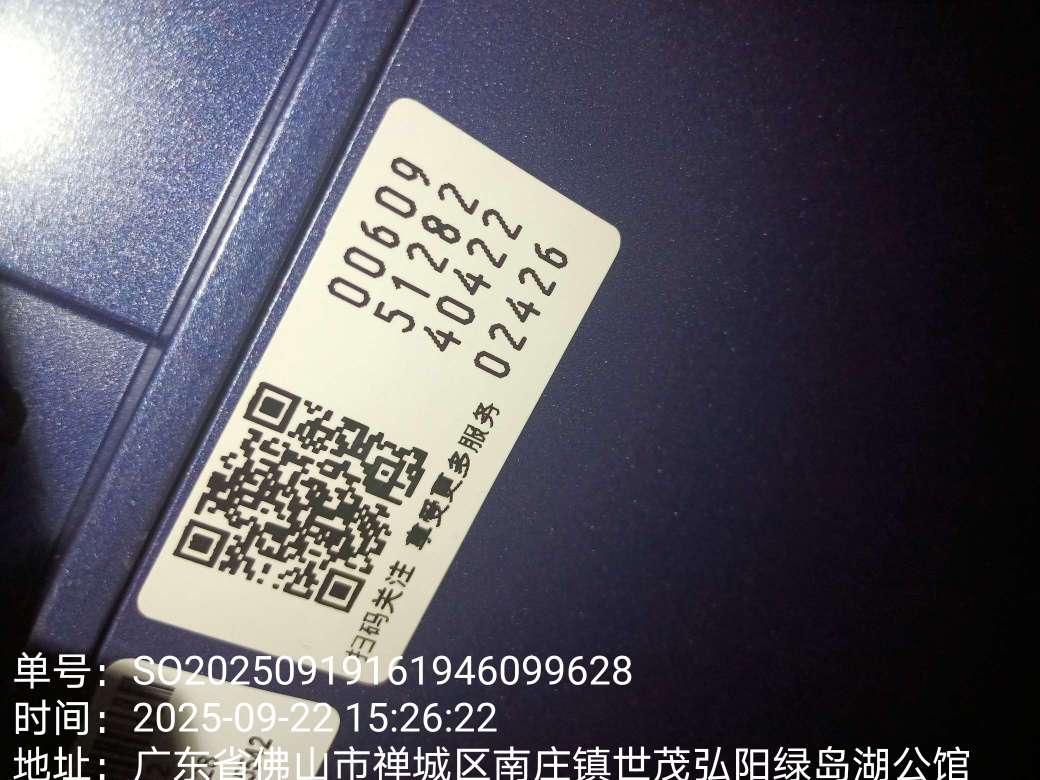 00609
51282
40422
02426
扫码关注 享受更多服务
单号：SO20250919161946099628
时间：2025-09-22 15:26:22
地址：广东省佛山市禅城区南庄镇世茂弘阳绿岛湖公馆